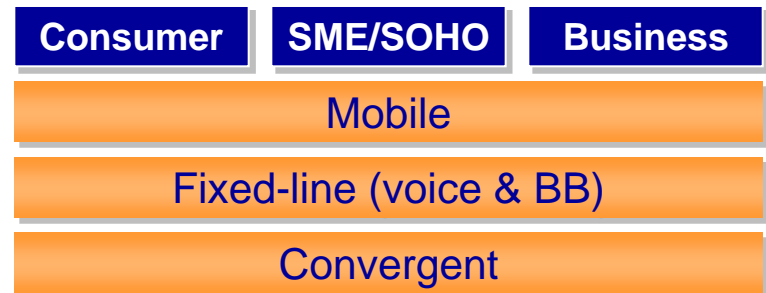 Consumer SME/SOHO Business
Mobile
Fixed-line (voice & BB)
Convergent